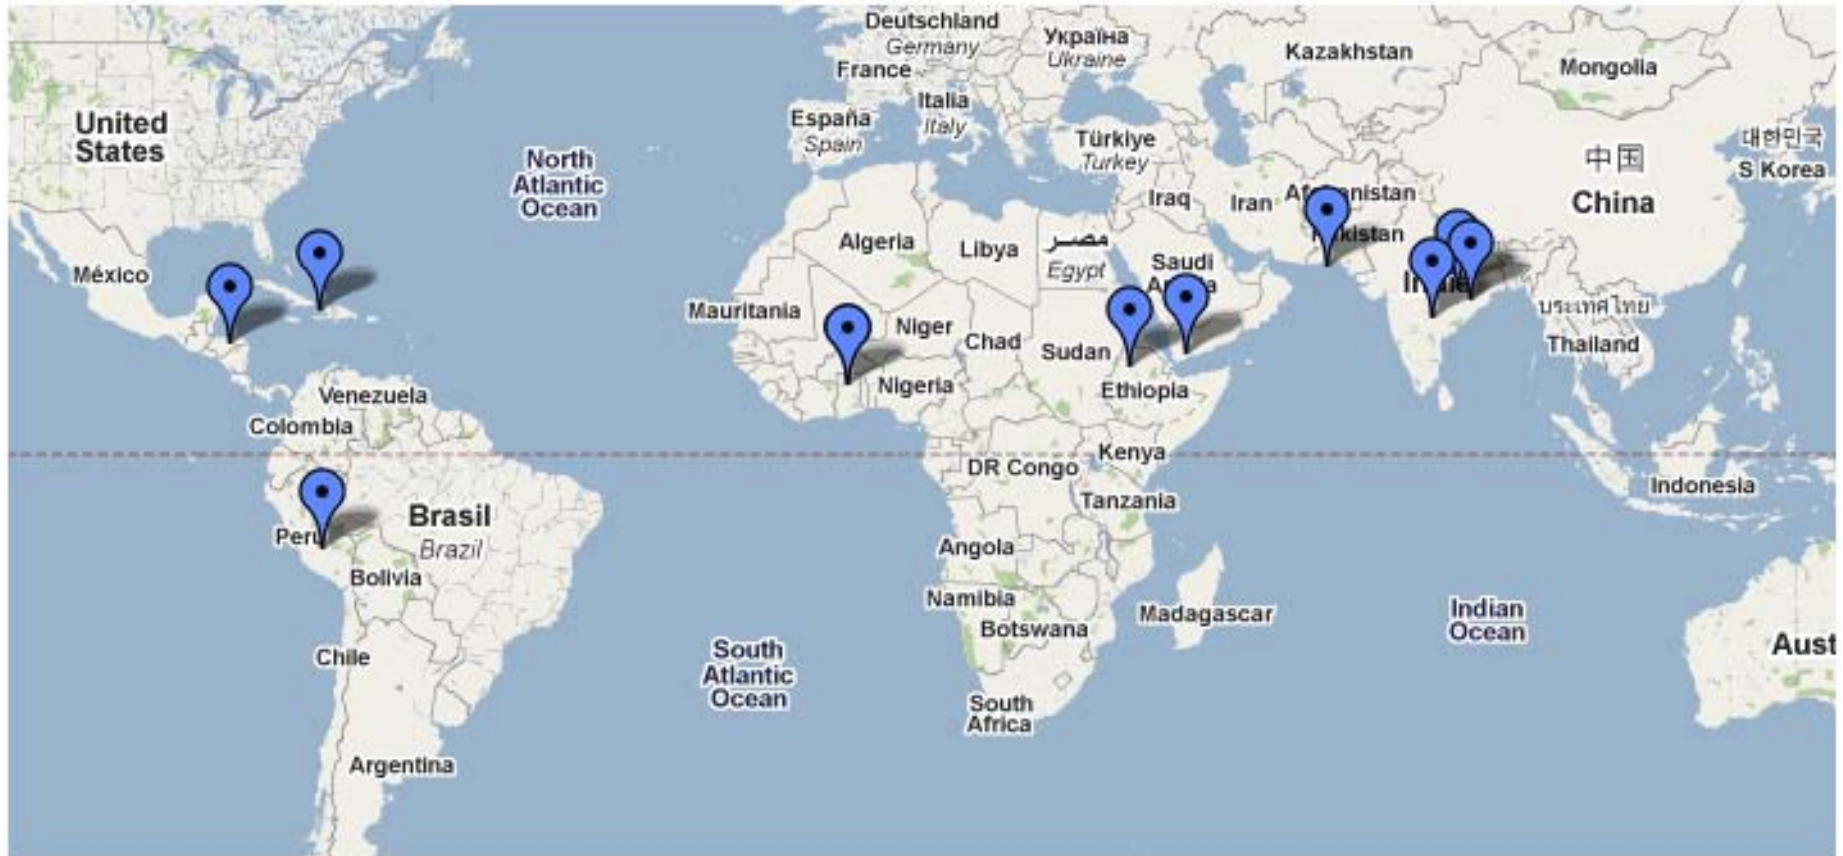 Deutschland
Germany
Україна
Ukraine
Kazakhstan
Mongolia
France
Italia
Italy
España
Spain
Türkiye
Turkey
대한민국
S Korea
United
States
North
Atlantic
Ocean
中国
China
Iraq
Iran
México
Algeria
Libya
مصر
Egypt
Saudi
Mauritania
Niger
Chad
Sudan
ประเทศไทย
Thailand
Nigeria
Ethiopia
Venezuela
Colombia
Kenya
DR Congo
Tanzania
Indonesia
Brasil
Brazil
Peru
Bolivia
Angola
Namibia
Botswana
Madagascar
Indian
Ocean
Chile
South
Atlantic
Ocean
Aust
South
Africa
Argentina